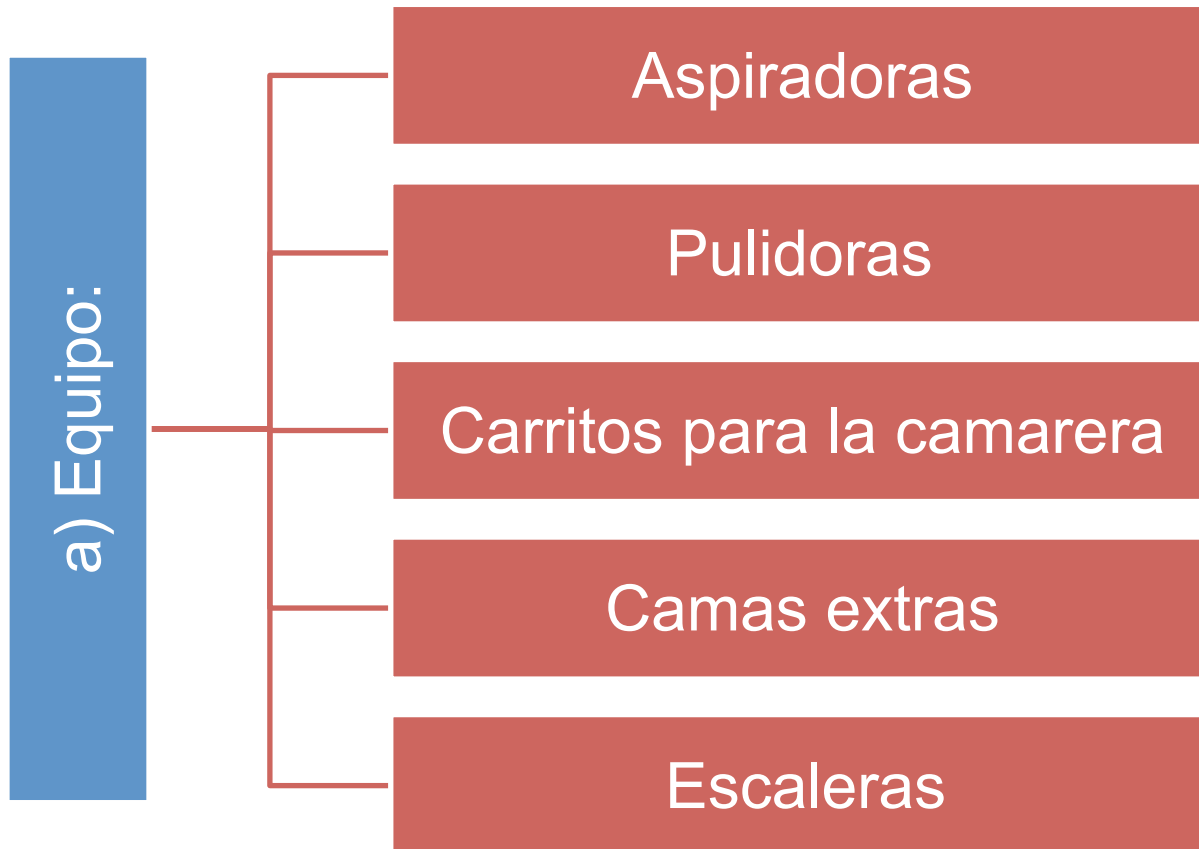 a) Equipo:
Aspiradoras
Pulidoras
Carritos para la camarera
Camas extras
Escaleras